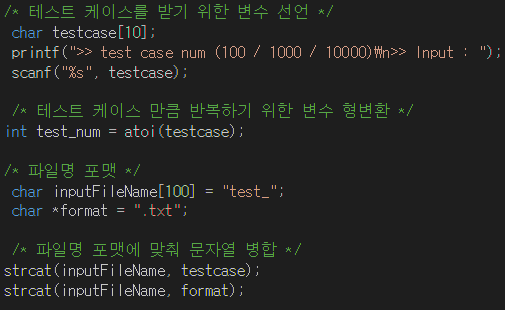 /* 테스트 케이스를 받기 위한 변수 선언 */
char testcase[10];
printf(">> test case num (100 / 1000 / 10000)₩n>> Input : ");
scanf("%s", testcase);
/* 테스트 케이스 만큼 반복하기 위한 변수 형변환 */
int test_num = atoi(testcase);
/* 파일명 포맷 */
char inputFileName[100] = "test_";
char *format = ".txt";
/* 파일명 포맷에 맞춰 문자열 병합 */
strcat(inputFileName, testcase);
strcat(inputFileName, format);